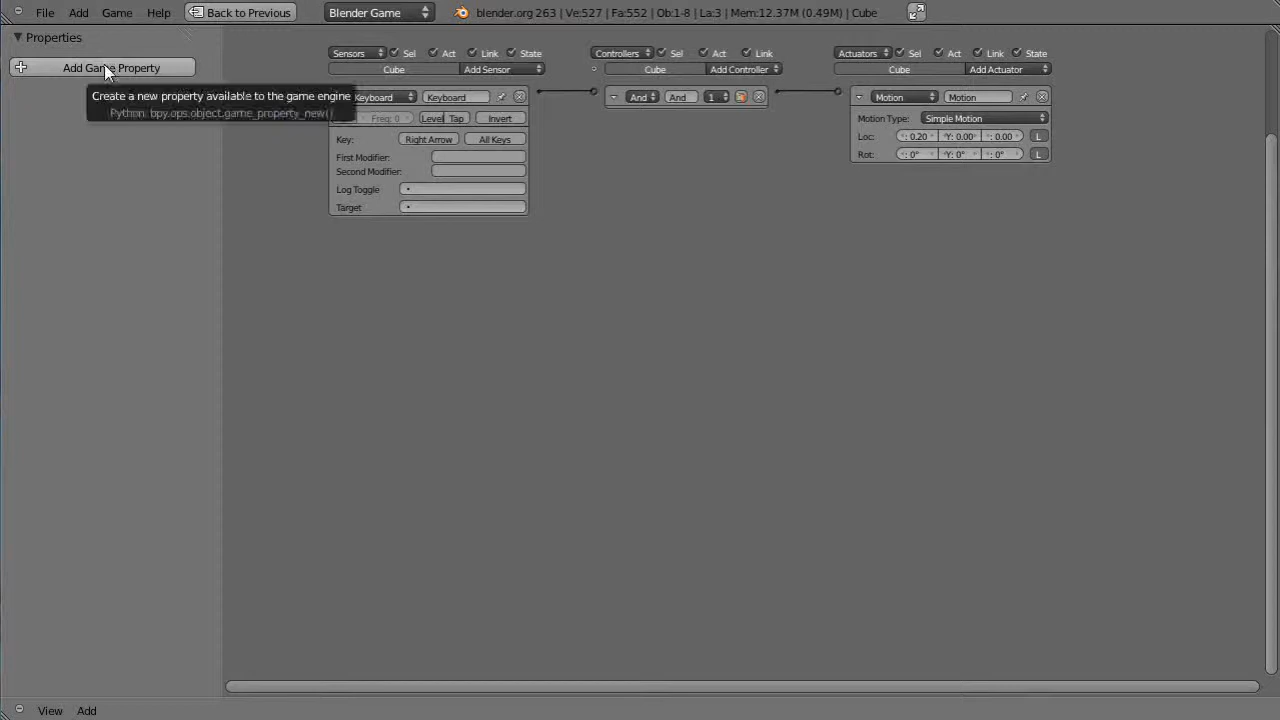 File Add Game Help Back to Previous Blender Game blender.org 263 | Ve:527 | Fa:552 | Ob:1-8 | La:3 | Mem:12.37M (0.49M) | Cube
Properties
Add Game Property
Create a new property available to the game engine
Python: bpy.ops.object.game_property_new()
Sensors Sel Act Link State
Cube Add Sensor
Keyboard Keyboard
Freq: 0 Level Tap Invert
Key: Right Arrow All Keys
First Modifier:
Second Modifier:
Log Toggle
Target
Controllers Sel Act Link
Cube Add Controller
And And 1
Actuators Sel Act Link State
Cube Add Actuator
Motion Motion
Motion Type: Simple Motion
Loc: : 0.20 Y: 0.00 : 0.00 L
Rot: : 0° Y: 0° : 0° L
View Add